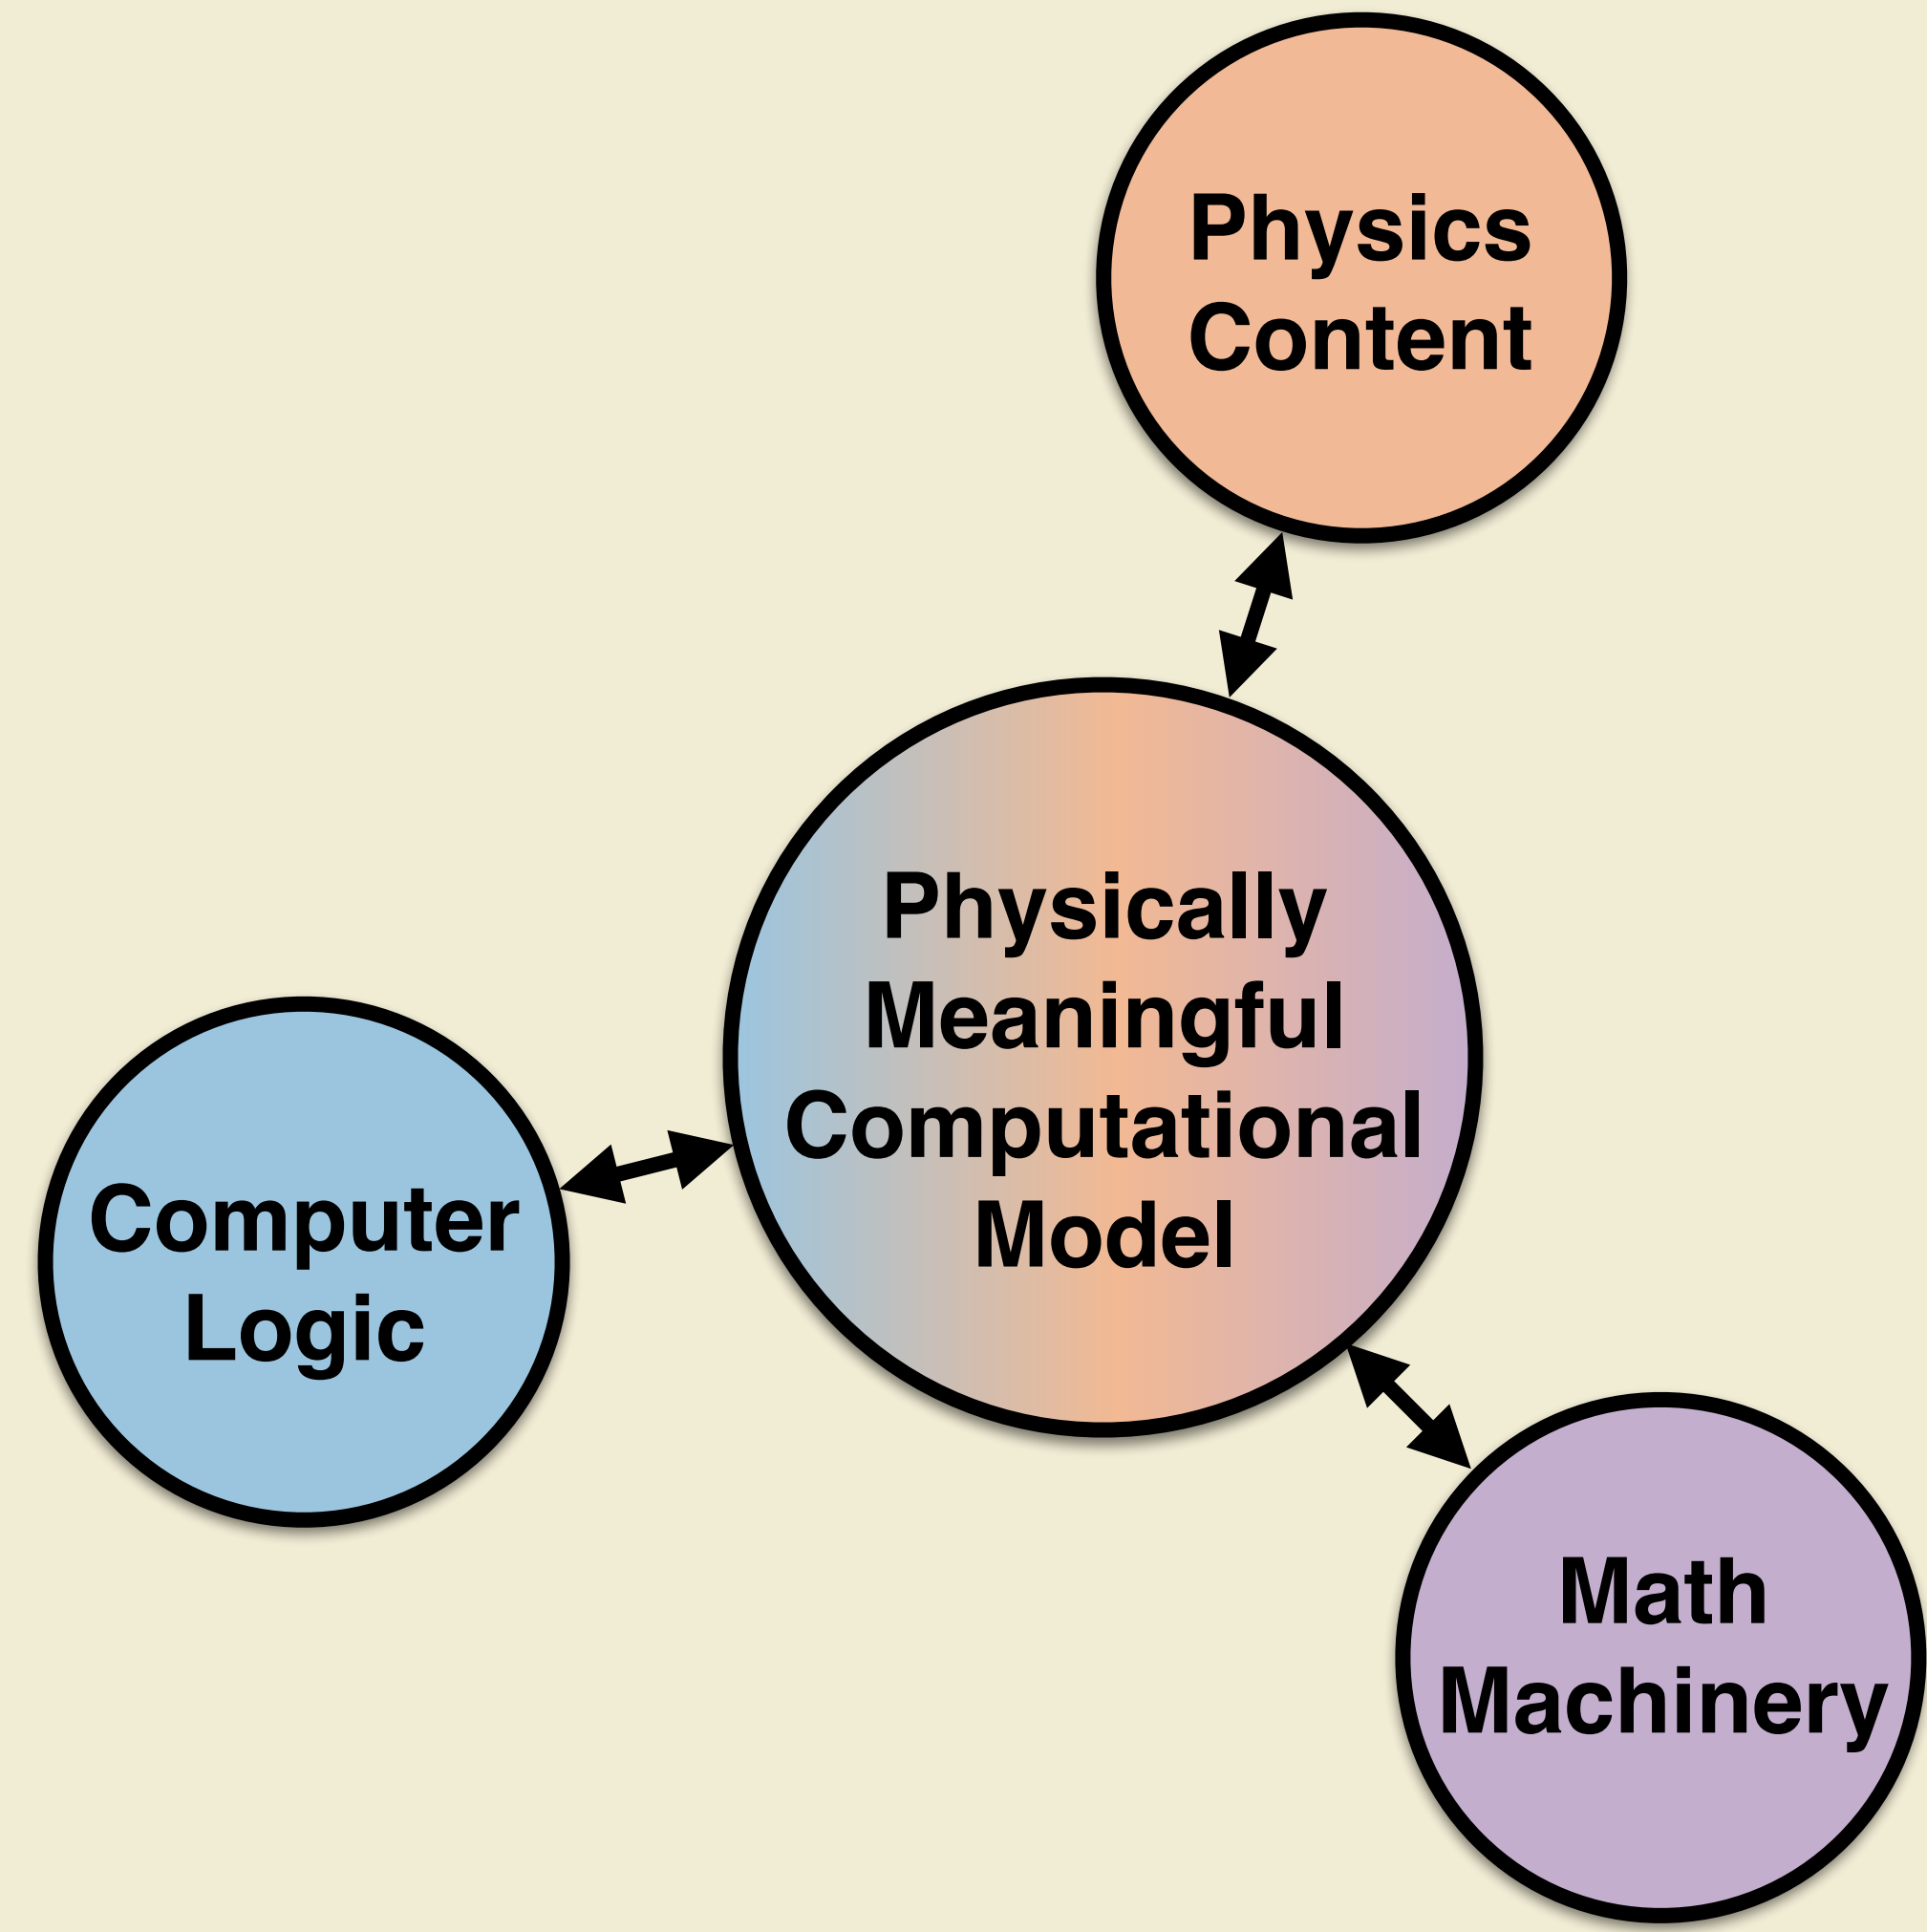 Physics
Content
Physically
Meaningful
Computational
Model
Computer
Logic
Math
Machinery